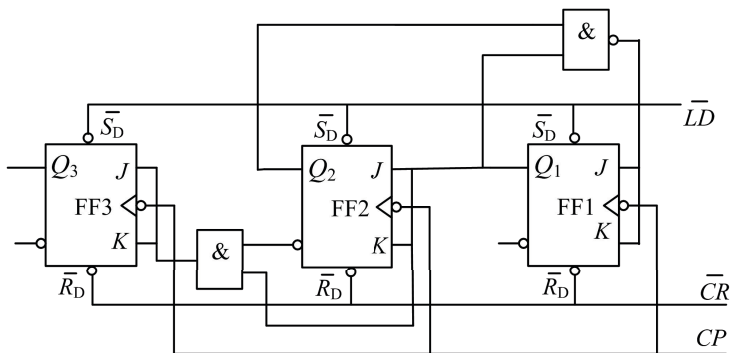 &
S̅D S̅D S̅D L̅D̅
Q3 J Q2 J Q1 J
FF3 FF2 FF1
K & K K
R̅D R̅D R̅D C̅R̅
CP